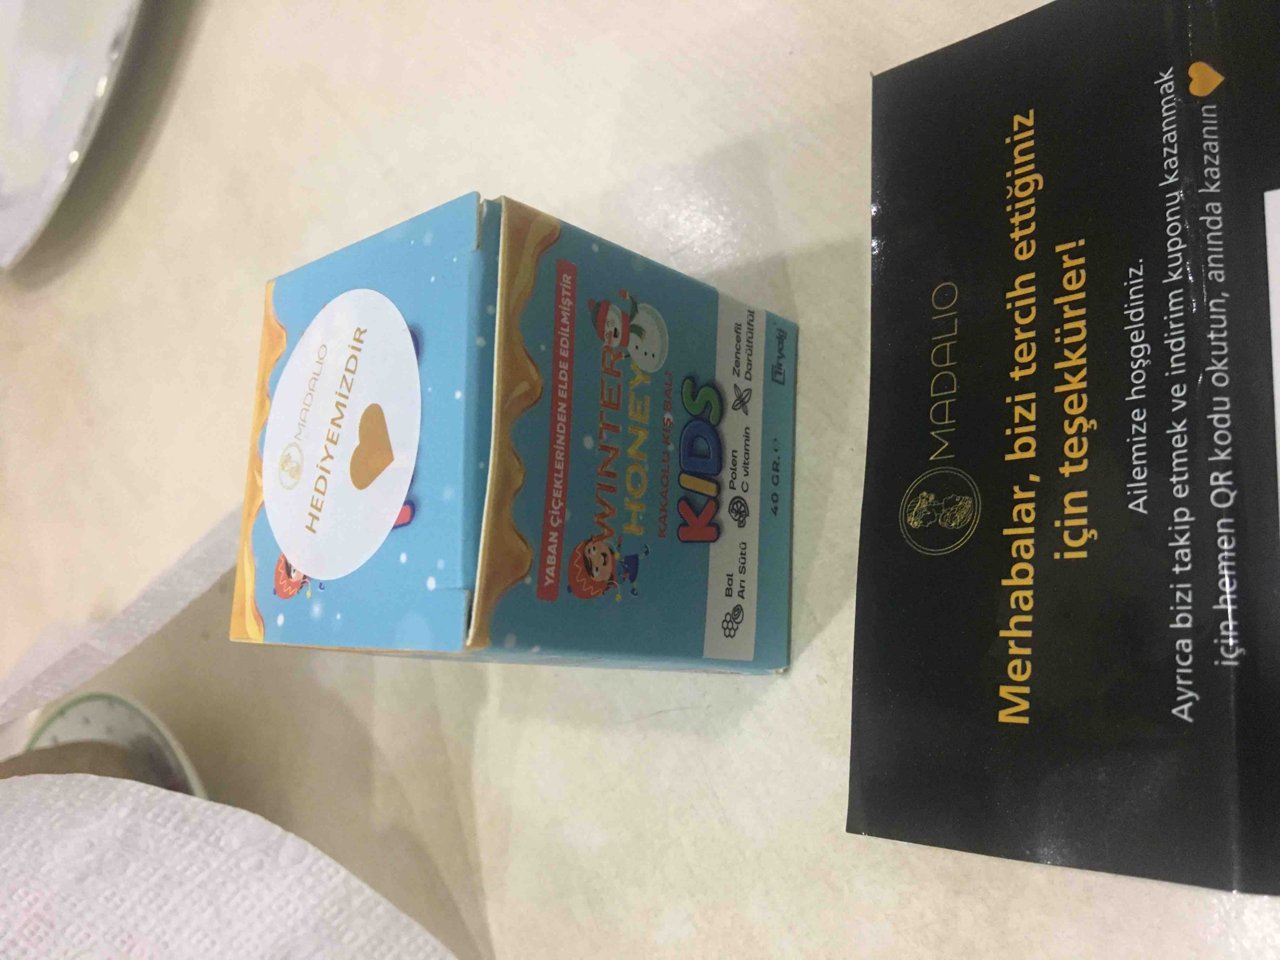 MADALIO
HEDİYEMİZDİR
YABAN ÇİÇEKLERİNDEN ELDE EDİLMİŞTİR
WINTER
HONEY
KAKAOLU KIŞ BALI
KIDS
Bal
Arı Sütü
Polen
C vitamin
Zencefil
Darülfülfül
40 GR. e
tiryaki
MADALIO
Merhabalar, bizi tercih ettiğiniz
için teşekkürler!
Ailemize hoşgeldiniz.
Ayrıca bizi takip etmek ve indirim kuponu kazanmak
için hemen QR kodu okutun, anında kazanın